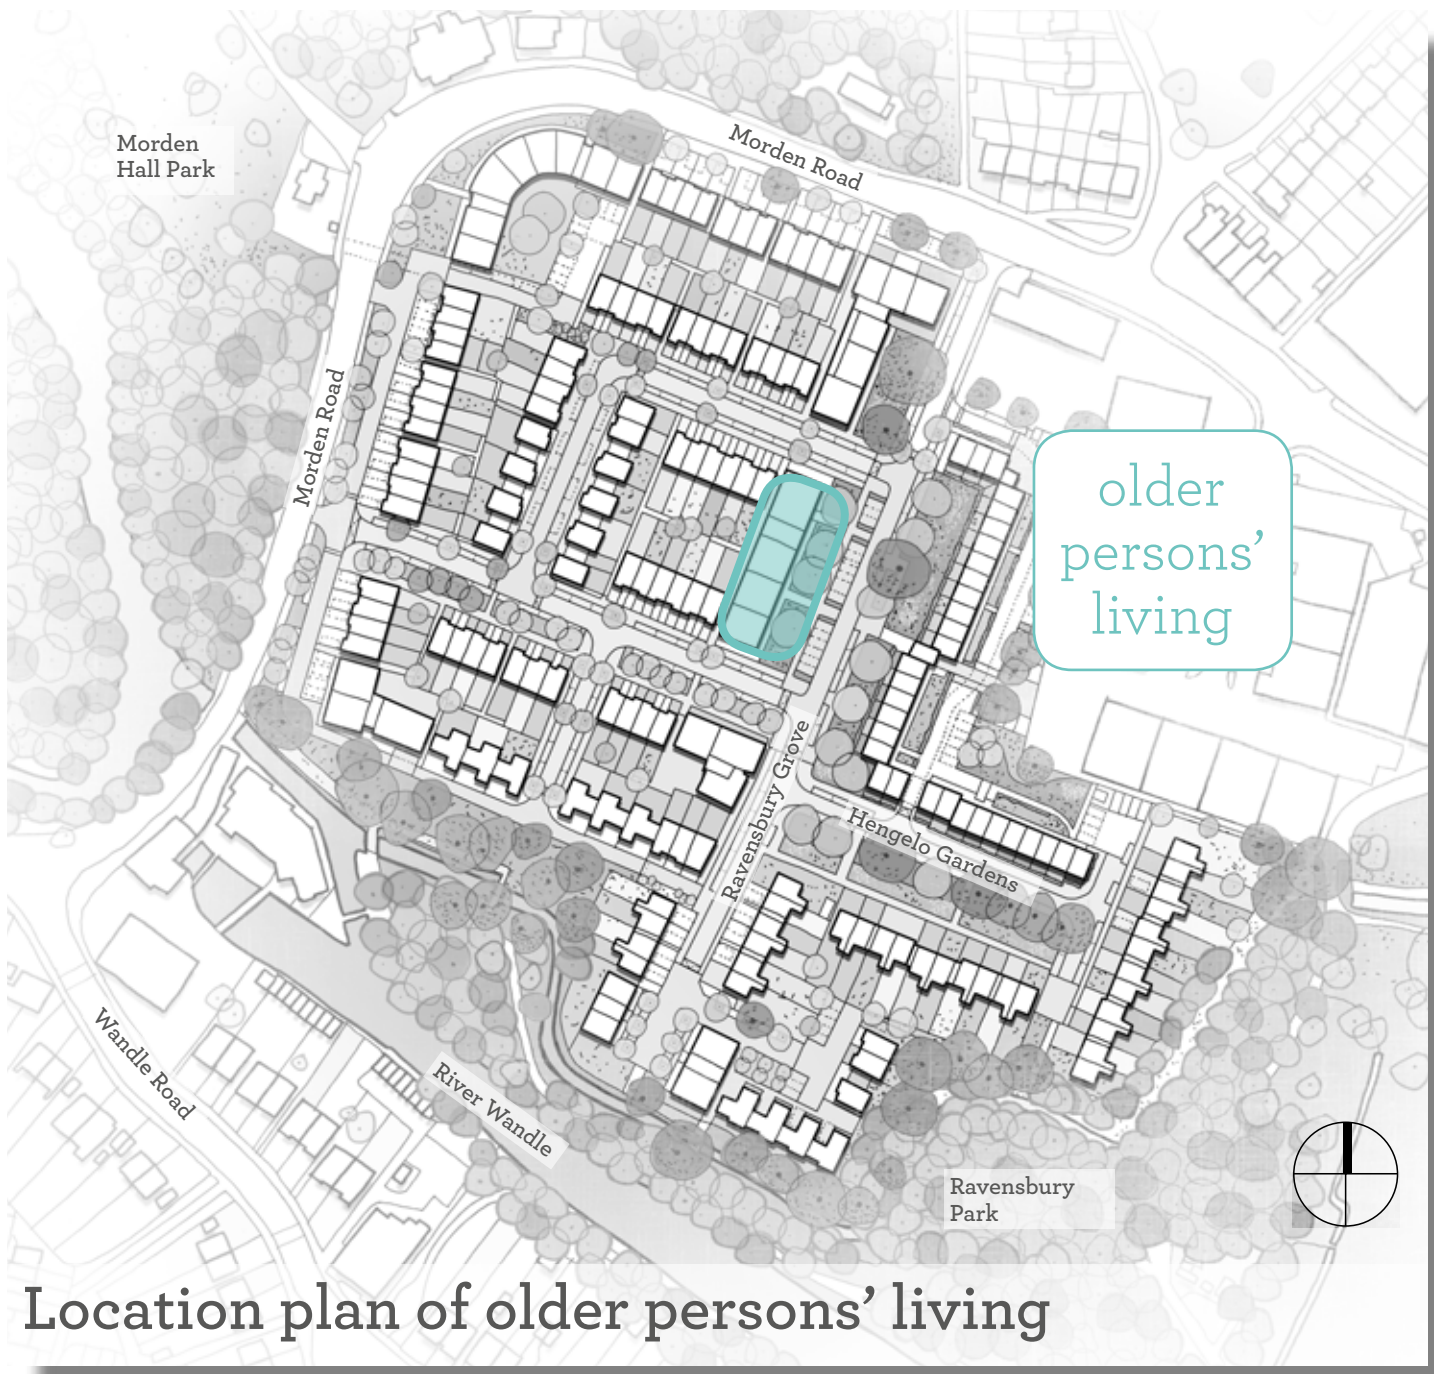 Morden
Hall Park
Morden Road
Morden Road
older
persons’
living
Ravensbury Grove
Hengelo Gardens
Wandle Road
River Wandle
Ravensbury
Park
Location plan of older persons’ living